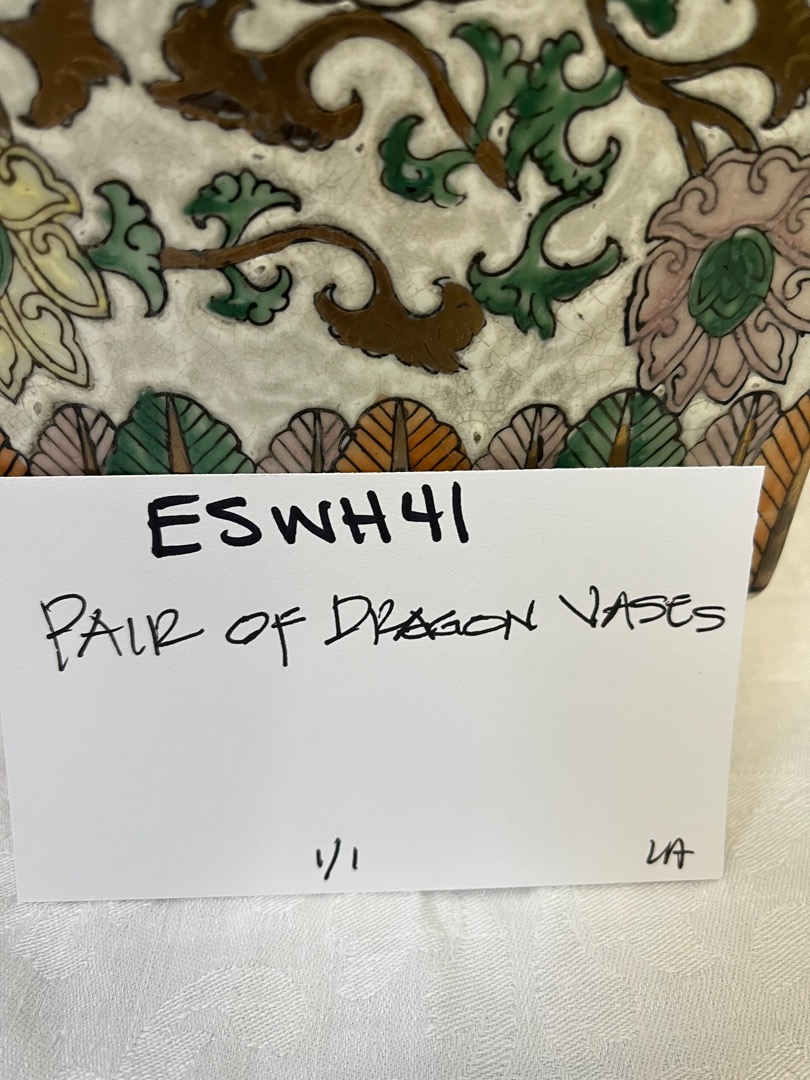 ESWH41
PAIR OF DRAGON VASES
1/1 LA